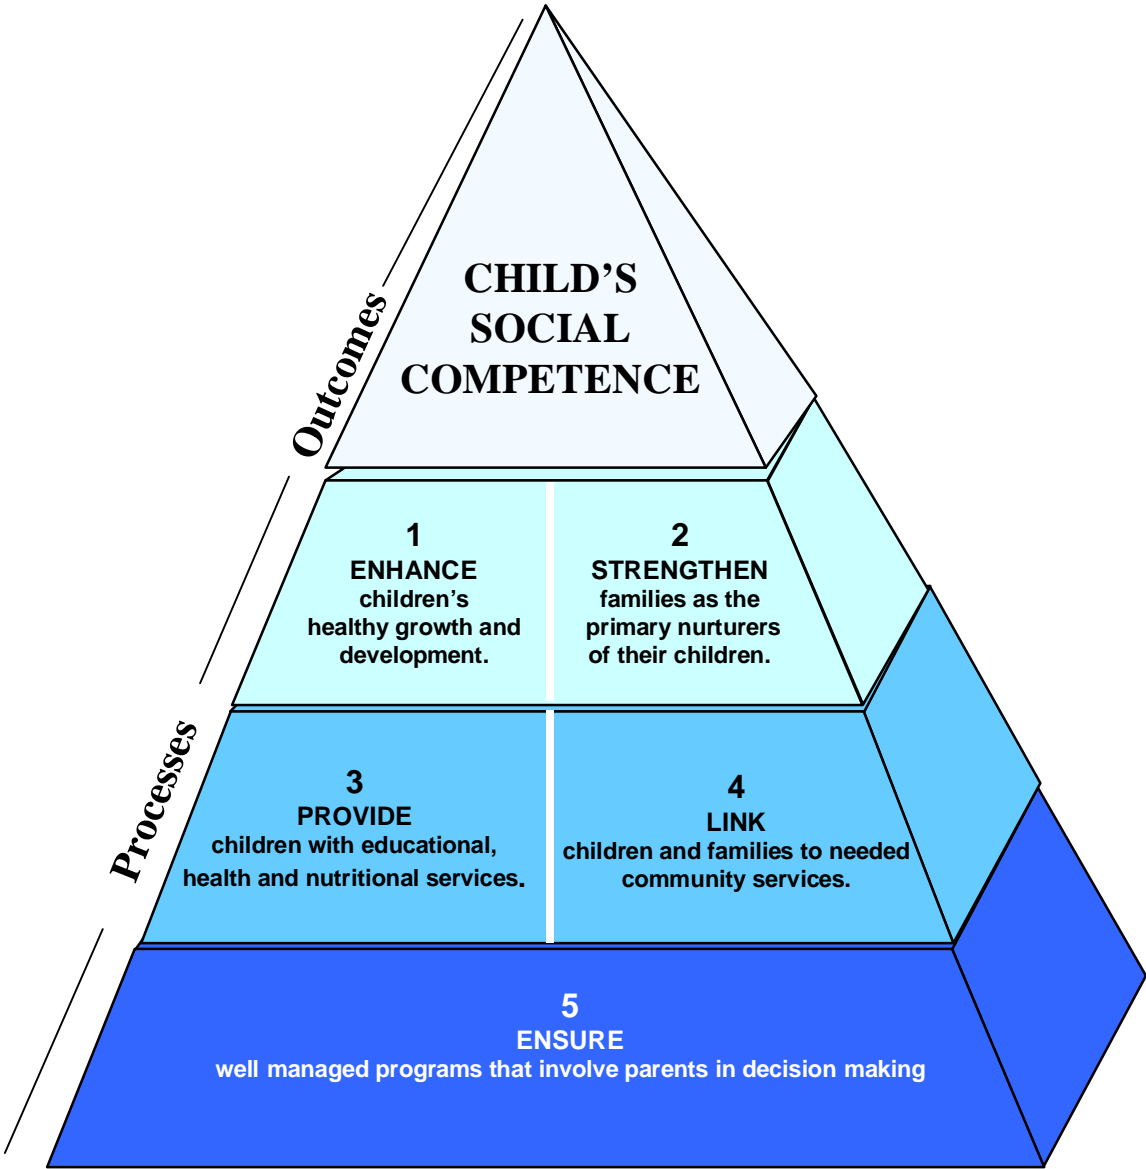 CHILD’S
SOCIAL
COMPETENCE
Outcomes
1
ENHANCE
children’s
healthy growth and
development.
2
STRENGTHEN
families as the
primary nurturers
of their children.
Processes
3
PROVIDE
children with educational,
health and nutritional services.
4
LINK
children and families to needed
community services.
5
ENSURE
well managed programs that involve parents in decision making